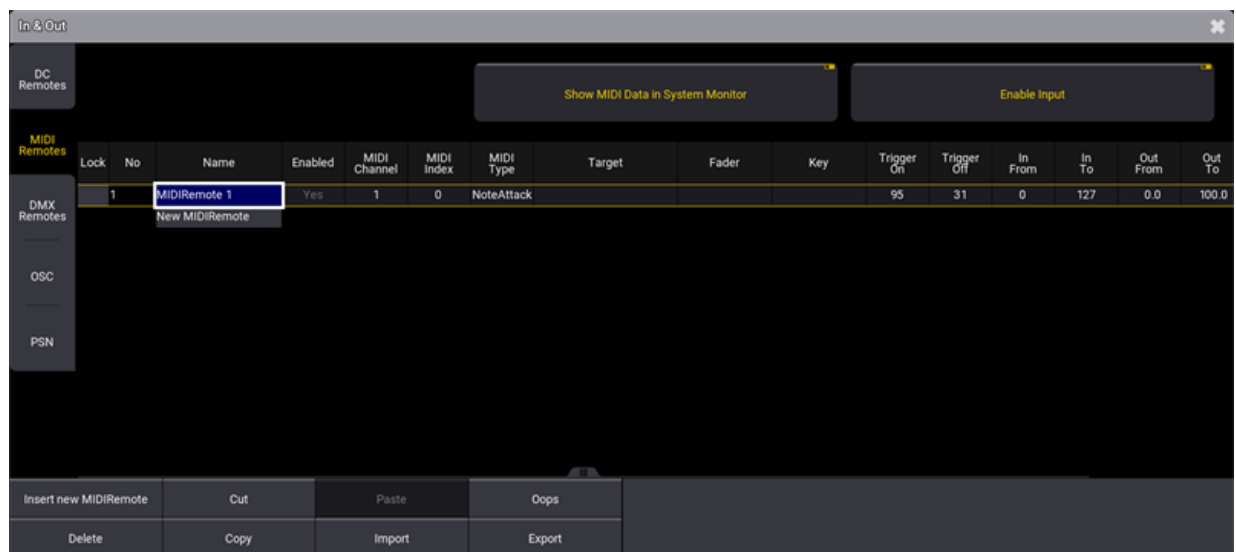 In & Out
DC
Remotes
Show MIDI Data in System Monitor
Enable Input
MIDI
Remotes
Lock No Name Enabled MIDI Channel MIDI Index MIDI Type Target Fader Key Trigger On Trigger Off In From In To Out From Out To
1 MIDIRemote 1 Yes 1 0 NoteAttack 95 31 0 127 0.0 100.0
New MIDIRemote
DMX
Remotes
OSC
PSN
Insert new MIDIRemote Cut Paste Oops
Delete Copy Import Export